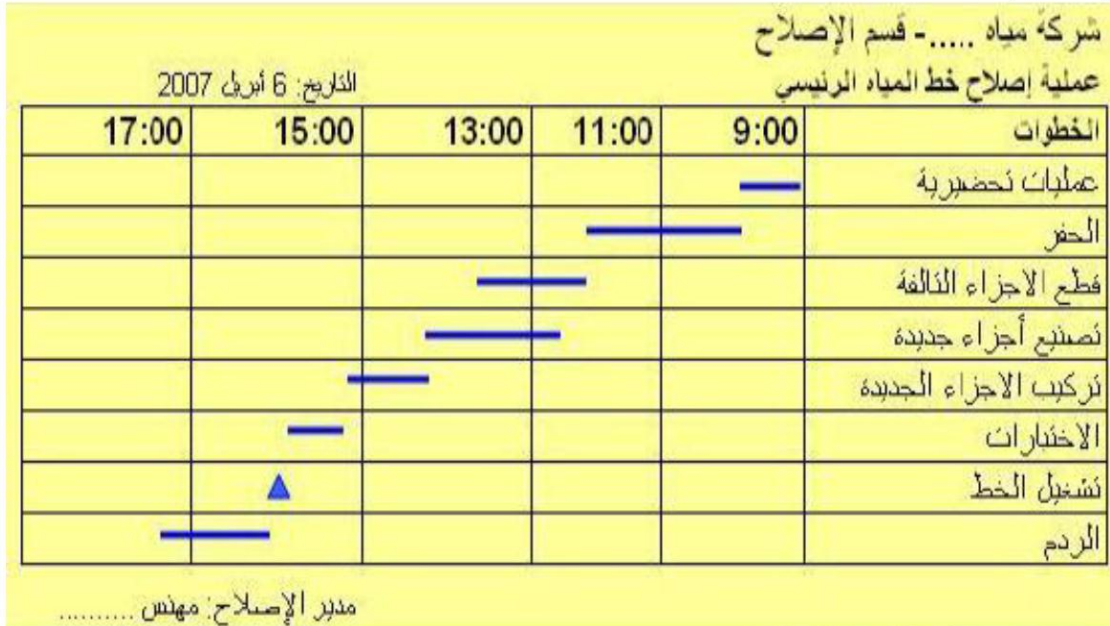 شركة مياه .....- قسم الإصلاح
عملية إصلاح خط المياه الرئيسي
التاريخ: 6 أبريل 2007
الخطوات 9:00 11:00 13:00 15:00 17:00
عمليات تحضيرية
الحفر
قطع الاجزاء التالفة
تصنيع أجزاء جديدة
تركيب الاجزاء الجديدة
الاختبارات
تشغيل الخط
الردم
مدير الإصلاح: مهنس ..........